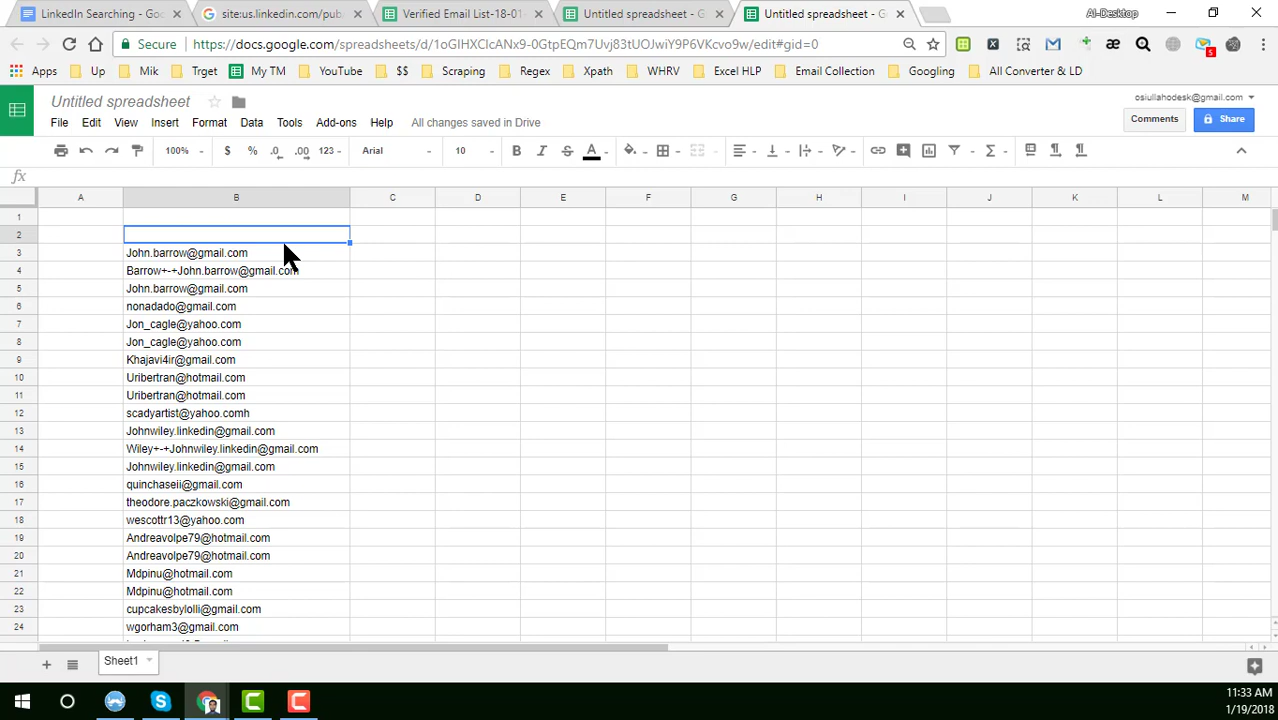 LinkedIn Searching - Goo
site:us.linkedin.com/pub
Verified Email List-18-01
Untitled spreadsheet - G
Untitled spreadsheet - G
AI-Desktop
Secure
https://docs.google.com/spreadsheets/d/1oGIHXCIcANx9-0GtpEQm7Uvj83tUOJwiY9P6VKcvo9w/edit#gid=0
5
Apps
Up
Mik
Trget
My TM
YouTube
$$
Scraping
Regex
Xpath
WHRV
Excel HLP
Email Collection
Googling
All Converter & LD
Untitled spreadsheet
osiullahodesk@gmail.com
File Edit View Insert Format Data Tools Add-ons Help All changes saved in Drive
Comments
Share
100% $ % .0 .00 123 Arial 10 B I S A
fx
A B C D E F G H I J K L M
1
2
3 John.barrow@gmail.com
4 Barrow+-+John.barrow@gmail.com
5 John.barrow@gmail.com
6 nonadado@gmail.com
7 Jon_cagle@yahoo.com
8 Jon_cagle@yahoo.com
9 Khajavi4ir@gmail.com
10 Uribertran@hotmail.com
11 Uribertran@hotmail.com
12 scadyartist@yahoo.comh
13 Johnwiley.linkedin@gmail.com
14 Wiley+-+Johnwiley.linkedin@gmail.com
15 Johnwiley.linkedin@gmail.com
16 quinchaseii@gmail.com
17 theodore.paczkowski@gmail.com
18 wescottr13@yahoo.com
19 Andreavolpe79@hotmail.com
20 Andreavolpe79@hotmail.com
21 Mdpinu@hotmail.com
22 Mdpinu@hotmail.com
23 cupcakesbylolli@gmail.com
24 wgorham3@gmail.com
Sheet1
11:33 AM
1/19/2018